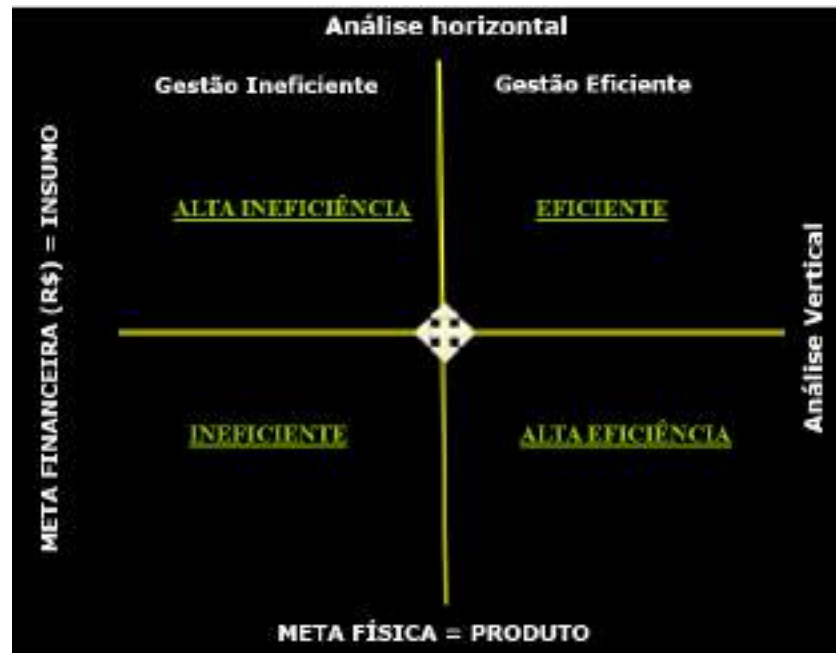 Análise horizontal
Gestão Ineficiente
Gestão Eficiente
META FINANCEIRA (R$) = INSUMO
ALTA INEFICIÊNCIA
EFICIENTE
Análise Vertical
INEFICIENTE
ALTA EFICIÊNCIA
META FÍSICA = PRODUTO